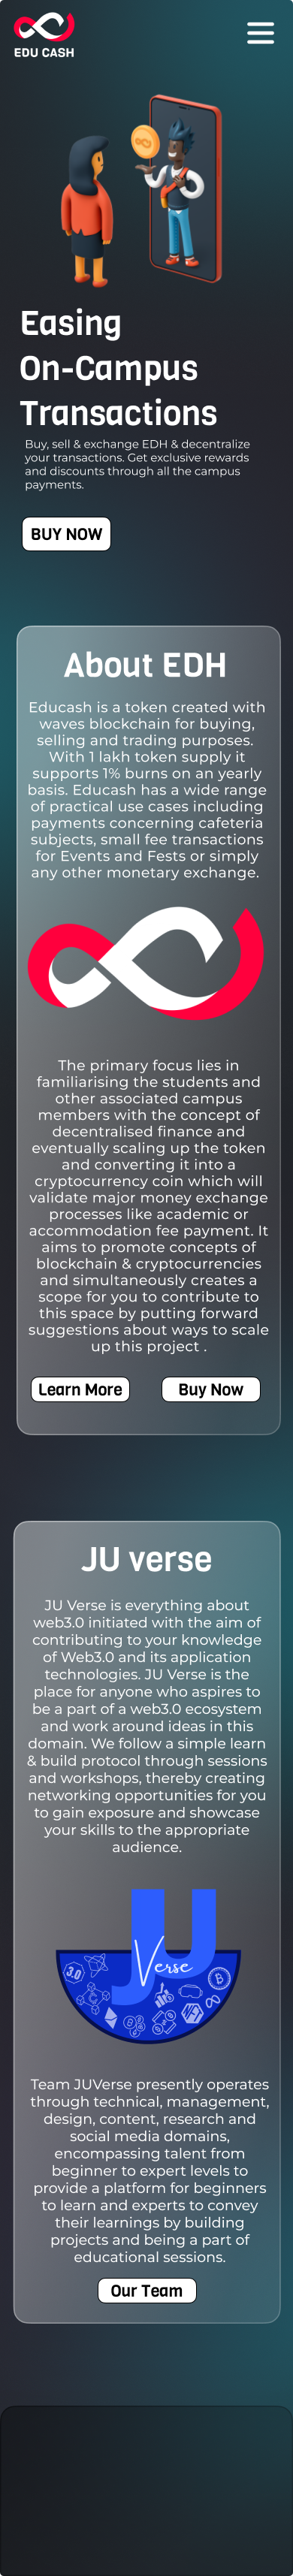 EDU CASH
Easing
On-Campus
Transactions
Buy, sell & exchange EDH & decentralize
your transactions. Get exclusive rewards
and discounts through all the campus
payments.
BUY NOW
About EDH
Educash is a token created with
waves blockchain for buying,
selling and trading purposes.
With 1 lakh token supply it
supports 1% burns on an yearly
basis. Educash has a wide range
of practical use cases including
payments concerning cafeteria
subjects, small fee transactions
for Events and Fests or simply
any other monetary exchange.
The primary focus lies in
familiarising the students and
other associated campus
members with the concept of
decentralised finance and
eventually scaling up the token
and converting it into a
cryptocurrency coin which will
validate major money exchange
processes like academic or
accommodation fee payment. It
aims to promote concepts of
blockchain & cryptocurrencies
and simultaneously creates a
scope for you to contribute to
this space by putting forward
suggestions about ways to scale
up this project .
Learn More
Buy Now
JU verse
JU Verse is everything about
web3.0 initiated with the aim of
contributing to your knowledge
of Web3.0 and its application
technologies. JU Verse is the
place for anyone who aspires to
be a part of a web3.0 ecosystem
and work around ideas in this
domain. We follow a simple learn
& build protocol through sessions
and workshops, thereby creating
networking opportunities for you
to gain exposure and showcase
your skills to the appropriate
audience.
JU
Verse
3.0
Team JUVerse presently operates
through technical, management,
design, content, research and
social media domains,
encompassing talent from
beginner to expert levels to
provide a platform for beginners
to learn and experts to convey
their learnings by building
projects and being a part of
educational sessions.
Our Team